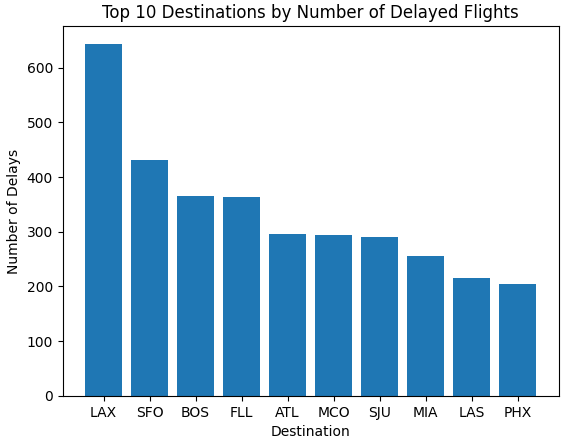 Top 10 Destinations by Number of Delayed Flights
Number of Delays
600
500
400
300
200
100
0
LAX SFO BOS FLL ATL MCO SJU MIA LAS PHX
Destination